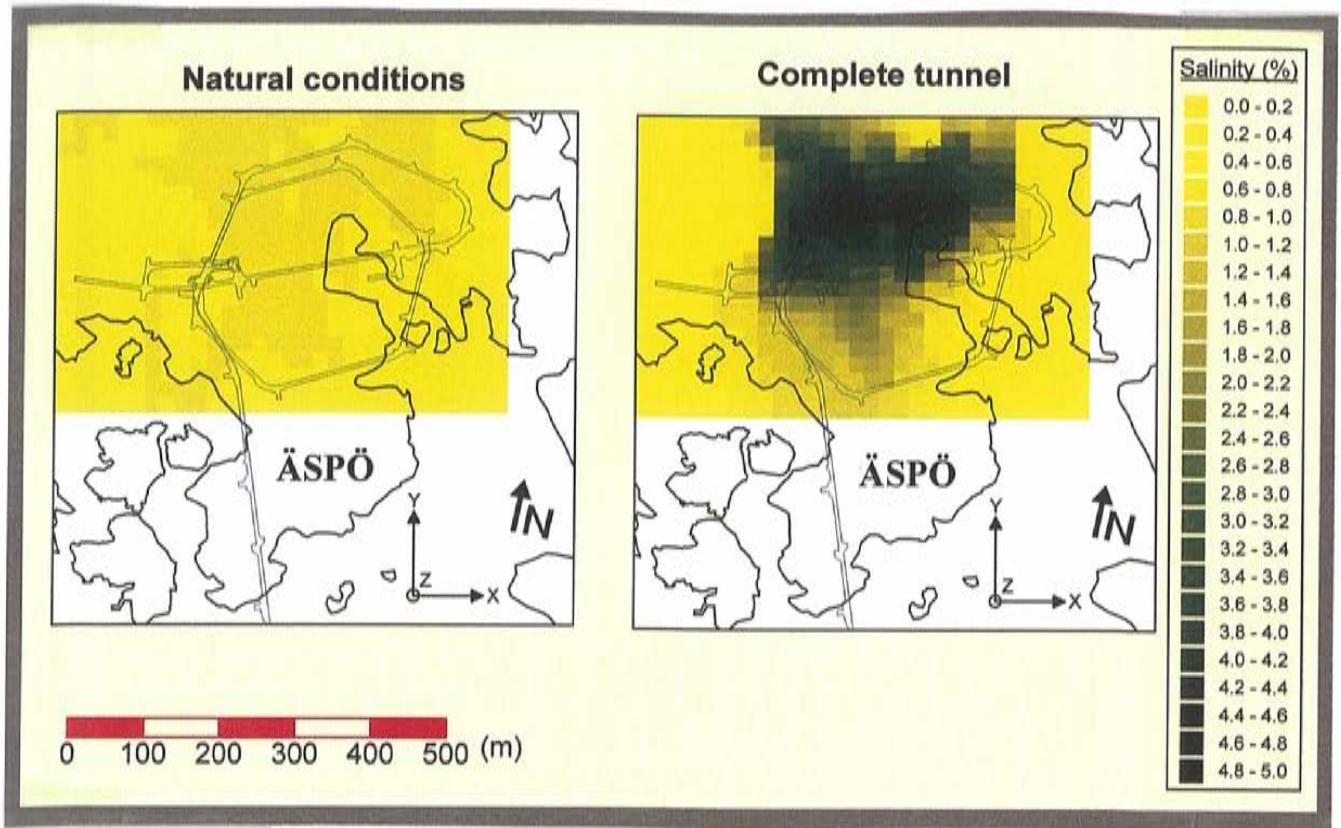 Natural conditions
Complete tunnel
Salinity (%)
0.0 - 0.2
0.2 - 0.4
0.4 - 0.6
0.6 - 0.8
0.8 - 1.0
1.0 - 1.2
1.2 - 1.4
1.4 - 1.6
1.6 - 1.8
1.8 - 2.0
2.0 - 2.2
2.2 - 2.4
2.4 - 2.6
2.6 - 2.8
2.8 - 3.0
3.0 - 3.2
3.2 - 3.4
3.4 - 3.6
3.6 - 3.8
3.8 - 4.0
4.0 - 4.2
4.2 - 4.4
4.4 - 4.6
4.6 - 4.8
4.8 - 5.0
ÄSPÖ
Y
Z
X
N
ÄSPÖ
Y
Z
X
N
0 100 200 300 400 500 (m)